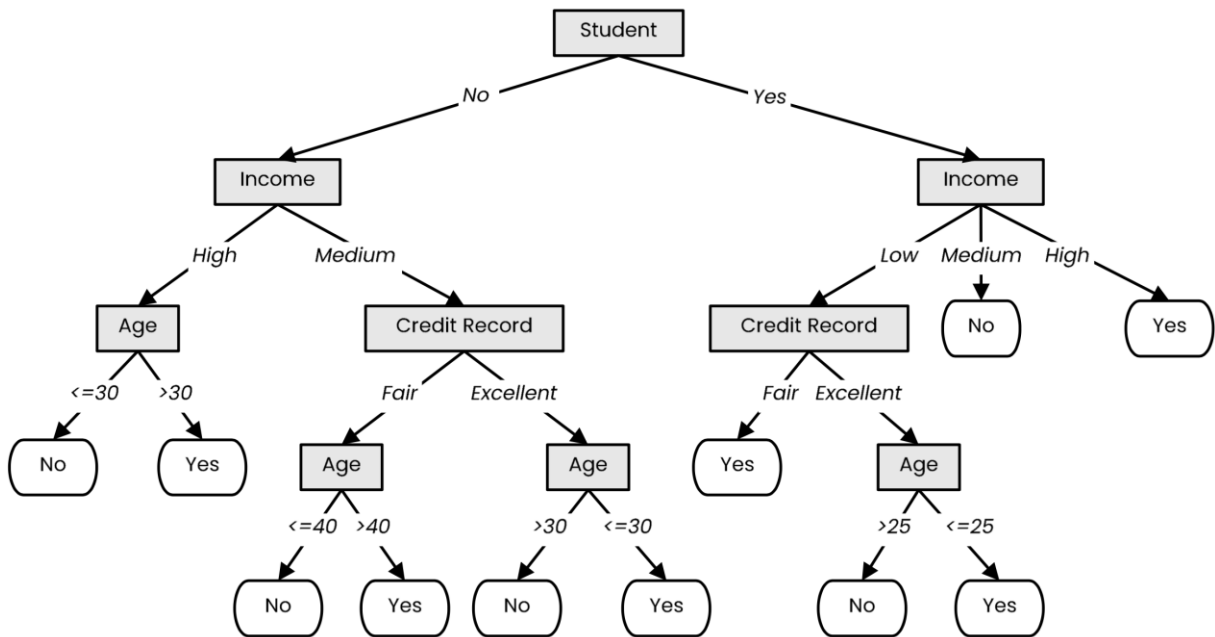 Student
No
Yes
Income
Income
High
Medium
Low
Medium
High
Age
Credit Record
Credit Record
No
Yes
<=30
>30
Fair
Excellent
Fair
Excellent
No
Yes
Age
Age
Yes
Age
<=40
>40
>30
<=30
>25
<=25
No
Yes
No
Yes
No
Yes